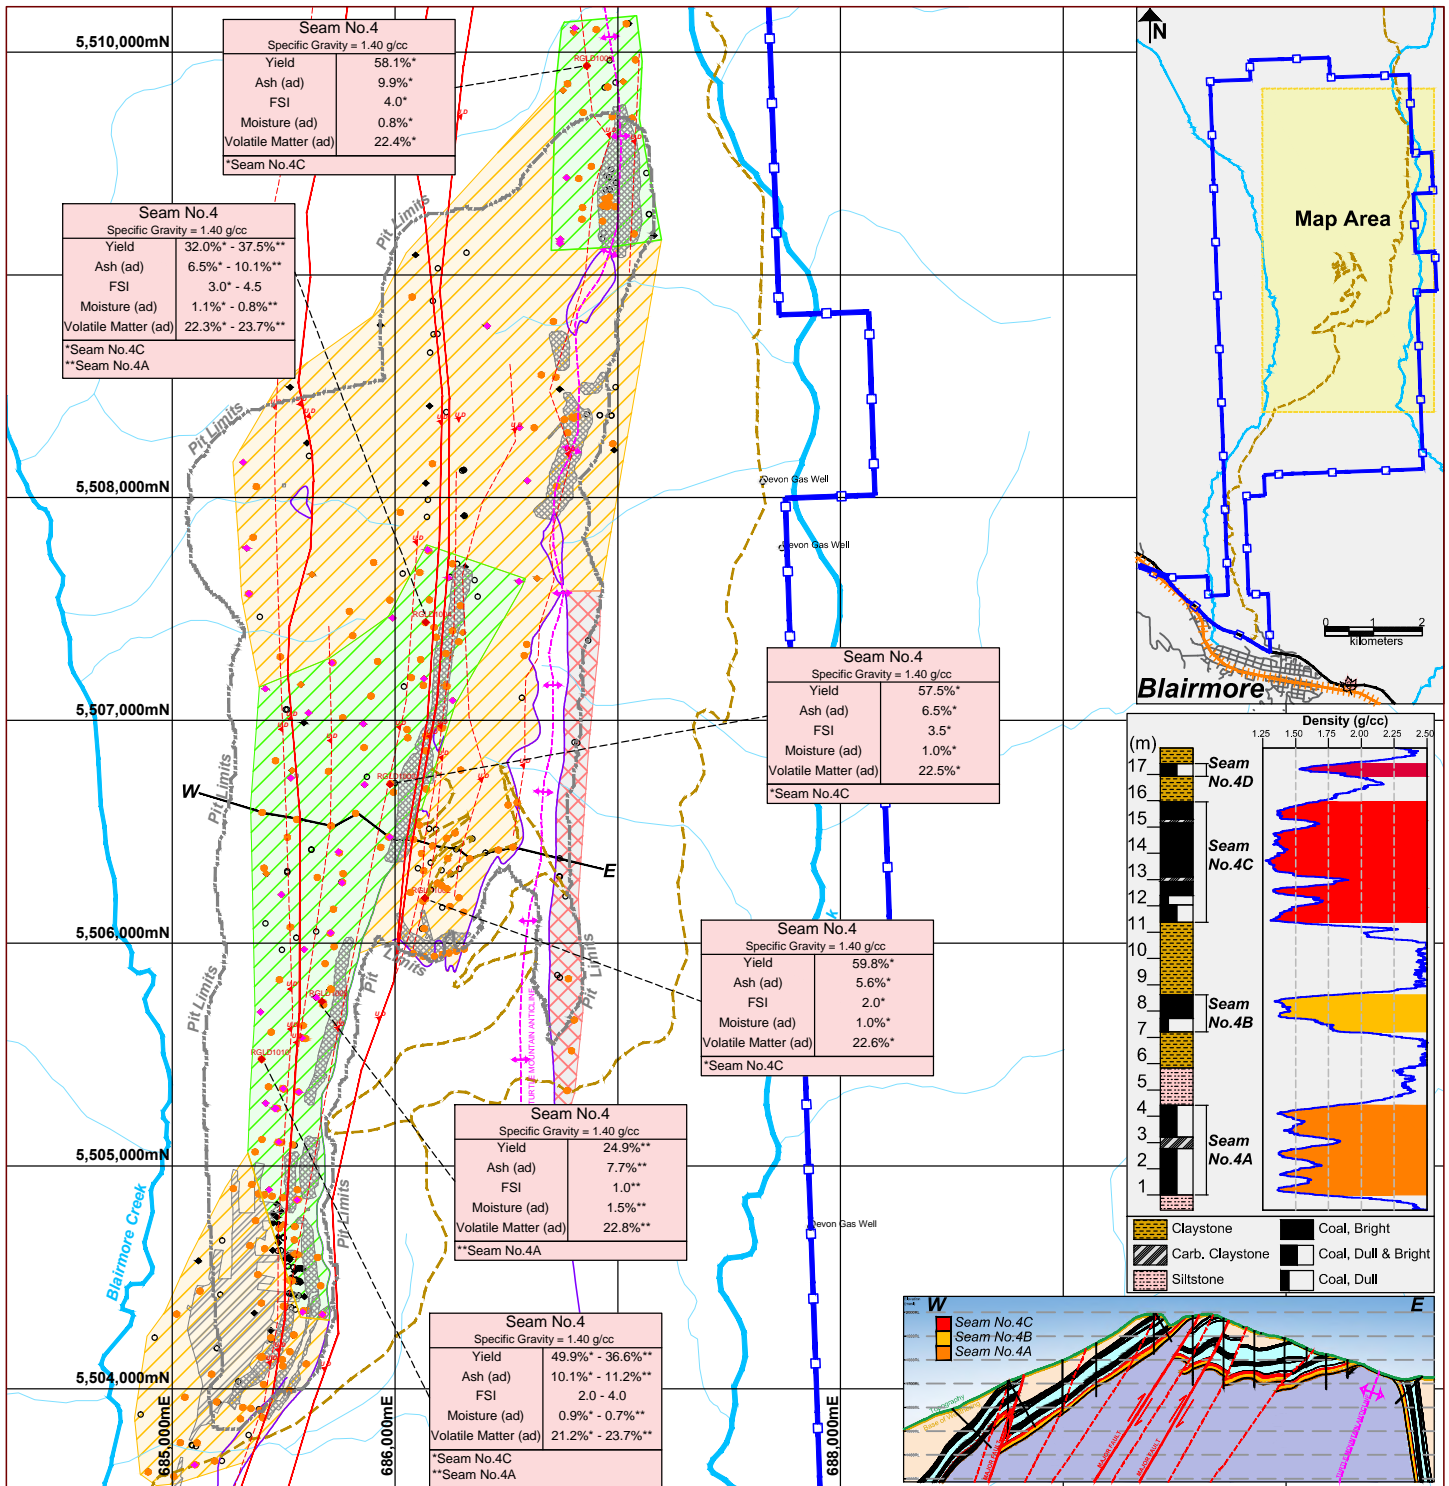 5,510,000mN
5,508,000mN
5,507,000mN
5,506,000mN
5,505,000mN
5,504,000mN
685,000mE
686,000mE
688,000mE
Seam No.4
Specific Gravity = 1.40 g/cc
Yield 58.1%*
Ash (ad) 9.9%*
FSI 4.0*
Moisture (ad) 0.8%*
Volatile Matter (ad) 22.4%*
*Seam No.4C
Seam No.4
Specific Gravity = 1.40 g/cc
Yield 32.0%* - 37.5%**
Ash (ad) 6.5%* - 10.1%**
FSI 3.0* - 4.5
Moisture (ad) 1.1%* - 0.8%**
Volatile Matter (ad) 22.3%* - 23.7%**
*Seam No.4C
**Seam No.4A
Seam No.4
Specific Gravity = 1.40 g/cc
Yield 57.5%*
Ash (ad) 6.5%*
FSI 3.5*
Moisture (ad) 1.0%*
Volatile Matter (ad) 22.5%*
*Seam No.4C
Seam No.4
Specific Gravity = 1.40 g/cc
Yield 59.8%*
Ash (ad) 5.6%*
FSI 2.0*
Moisture (ad) 1.0%*
Volatile Matter (ad) 22.6%*
*Seam No.4C
Seam No.4
Specific Gravity = 1.40 g/cc
Yield 24.9%**
Ash (ad) 7.7%**
FSI 1.0**
Moisture (ad) 1.5%**
Volatile Matter (ad) 22.8%**
**Seam No.4A
Seam No.4
Specific Gravity = 1.40 g/cc
Yield 49.9%* - 36.6%**
Ash (ad) 10.1%* - 11.2%**
FSI 2.0 - 4.0
Moisture (ad) 0.9%* - 0.7%**
Volatile Matter (ad) 21.2%* - 23.7%**
*Seam No.4C
**Seam No.4A
Pit Limits
Pit Limits
Pit Limits
Pit Limits
Pit Limits
Pit Limits
Pit Limits
W
E
RGLD1010
TURTLE MOUNTAIN ANTICLINE
Blairmore Creek
Devon Gas Well
Devon Gas Well
Devon Gas Well
N
Map Area
Blairmore
0 2
kilometers
Density (g/cc)
1.25 1.50 1.75 2.00 2.25 2.50
(m)
17
16
15
14
13
12
11
10
9
8
7
6
5
4
3
2
1
Seam No.4D
Seam No.4C
Seam No.4B
Seam No.4A
Claystone
Carb. Claystone
Siltstone
Coal, Bright
Coal, Dull & Bright
Coal, Dull
W
E
Seam No.4C
Seam No.4B
Seam No.4A
Topography
MAJOR FAULT
MAJOR FAULT
MAJOR FAULT